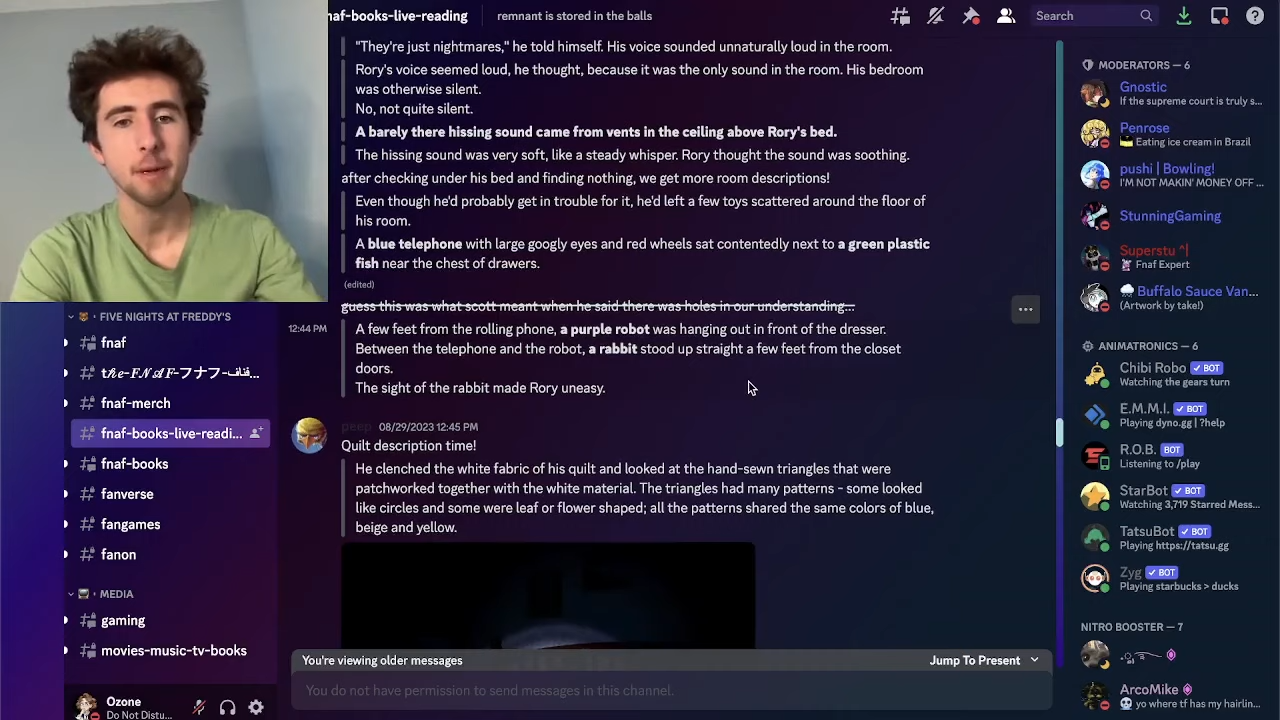 fnaf-books-live-reading
remnant is stored in the balls
Search
"They're just nightmares," he told himself. His voice sounded unnaturally loud in the room.
Rory's voice seemed loud, he thought, because it was the only sound in the room. His bedroom
was otherwise silent.
No, not quite silent.
A barely there hissing sound came from vents in the ceiling above Rory's bed.
The hissing sound was very soft, like a steady whisper. Rory thought the sound was soothing.
after checking under his bed and finding nothing, we get more room descriptions!
Even though he'd probably get in trouble for it, he'd left a few toys scattered around the floor of
his room.
A blue telephone with large googly eyes and red wheels sat contentedly next to a green plastic
fish near the chest of drawers.
(edited)
guess this was what scott meant when he said there was holes in our understanding...
12:44 PM
A few feet from the rolling phone, a purple robot was hanging out in front of the dresser.
Between the telephone and the robot, a rabbit stood up straight a few feet from the closet
doors.
The sight of the rabbit made Rory uneasy.
peep 08/29/2023 12:45 PM
Quilt description time!
He clenched the white fabric of his quilt and looked at the hand-sewn triangles that were
patchworked together with the white material. The triangles had many patterns - some looked
like circles and some were leaf or flower shaped; all the patterns shared the same colors of blue,
beige and yellow.
You're viewing older messages
Jump To Present
You do not have permission to send messages in this channel.
FIVE NIGHTS AT FREDDY'S
fnaf
fnaf-merch
fnaf-books-live-readi...
fnaf-books
fanverse
fangames
fanon
MEDIA
gaming
movies-music-tv-books
Ozone
Do Not Distu...
MODERATORS — 6
Gnostic
If the supreme court is truly s...
Penrose
Eating ice cream in Brazil
pushi | Bowling!
I'M NOT MAKIN' MONEY OFF ...
StunningGaming
Superstu ^|
Fnaf Expert
Buffalo Sauce Van...
(Artwork by take!)
ANIMATRONICS — 6
Chibi Robo BOT
Watching the gears turn
E.M.M.I. BOT
Playing dyno.gg | ?help
R.O.B. BOT
Listening to /play
StarBot BOT
Watching 3,719 Starred Mess...
TatsuBot BOT
Playing https://tatsu.gg
Zyg BOT
Playing starbucks > ducks
NITRO BOOSTER — 7
ArcoMike
yo where tf has my hairlin...